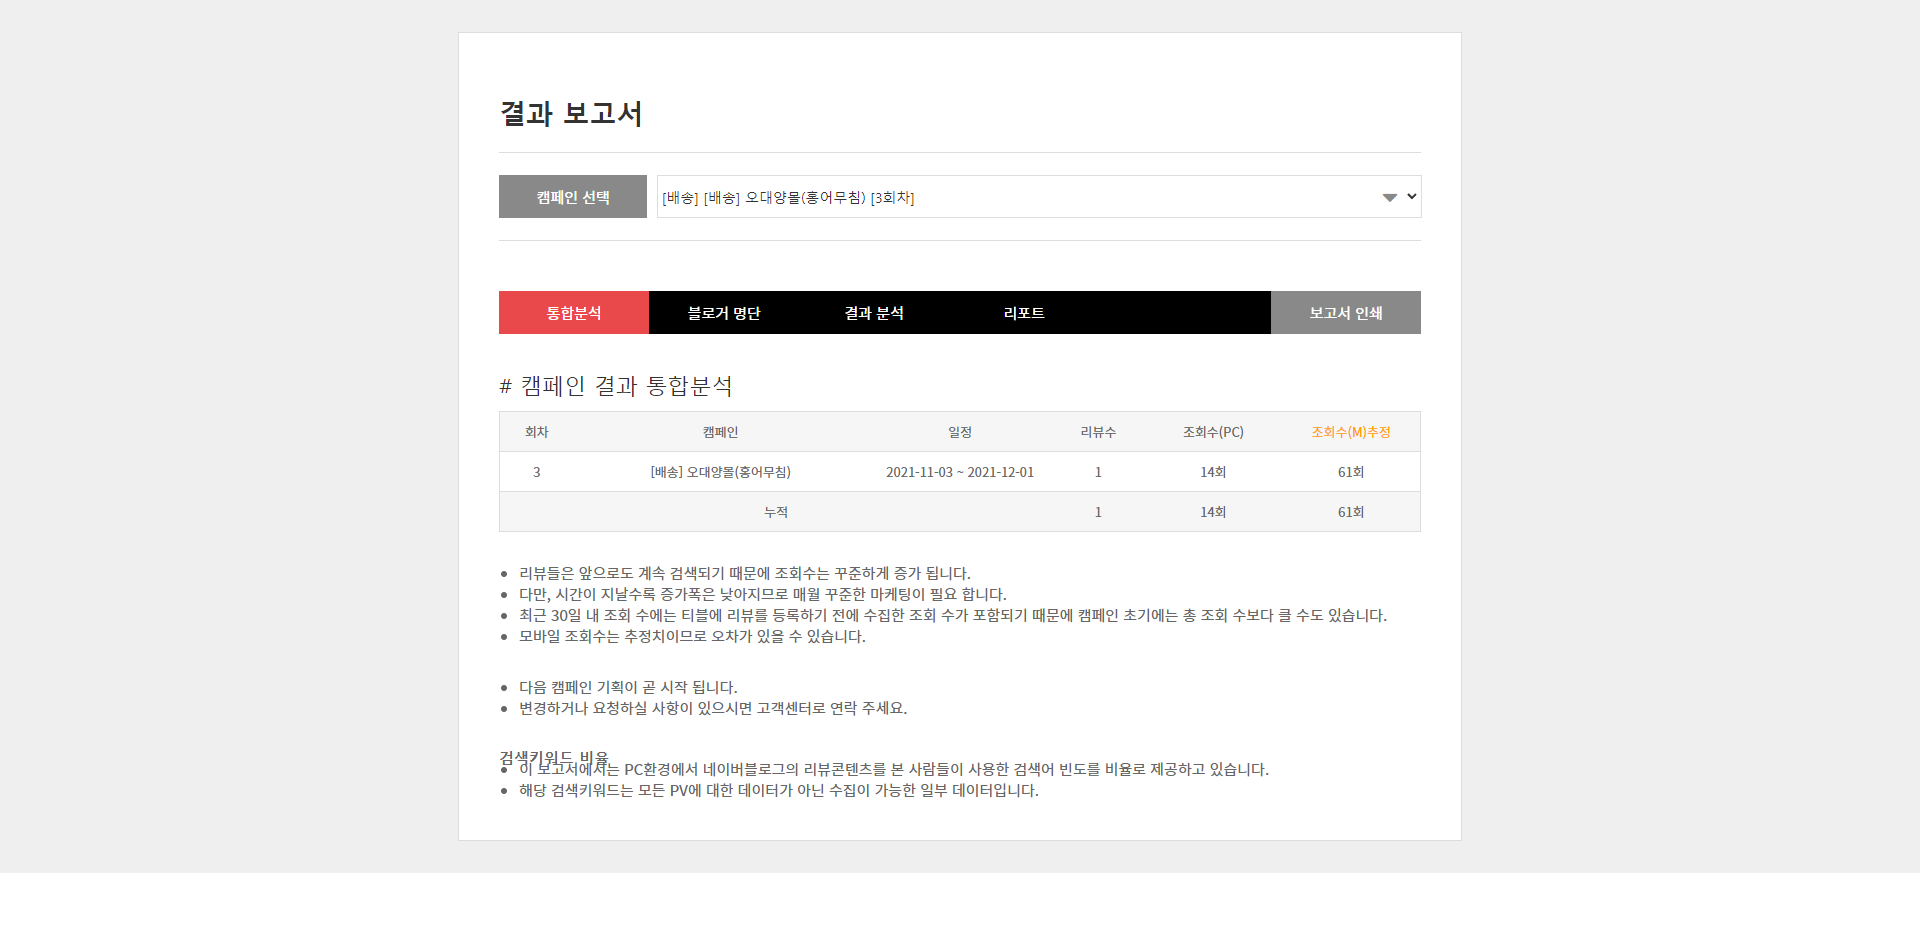 결과 보고서
캠페인 선택
[배송] [배송] 오대양몰(홍어무침) [3회차]
통합분석 블로거 명단 결과 분석 리포트 보고서 인쇄
# 캠페인 결과 통합분석
회차 캠페인 일정 리뷰수 조회수(PC) 조회수(M)추정
3 [배송] 오대양몰(홍어무침) 2021-11-03 ~ 2021-12-01 1 14회 61회
누적 1 14회 61회
리뷰들은 앞으로도 계속 검색되기 때문에 조회수는 꾸준하게 증가 됩니다.
다만, 시간이 지날수록 증가폭은 낮아지므로 매월 꾸준한 마케팅이 필요 합니다.
최근 30일 내 조회 수에는 티블에 리뷰를 등록하기 전에 수집한 조회 수가 포함되기 때문에 캠페인 초기에는 총 조회 수보다 클 수도 있습니다.
모바일 조회수는 추정치이므로 오차가 있을 수 있습니다.
다음 캠페인 기획이 곧 시작 됩니다.
변경하거나 요청하실 사항이 있으시면 고객센터로 연락 주세요.
검색키워드 비율
이 보고서에서는 PC환경에서 네이버블로그의 리뷰콘텐츠를 본 사람들이 사용한 검색어 빈도를 비율로 제공하고 있습니다.
해당 검색키워드는 모든 PV에 대한 데이터가 아닌 수집이 가능한 일부 데이터입니다.